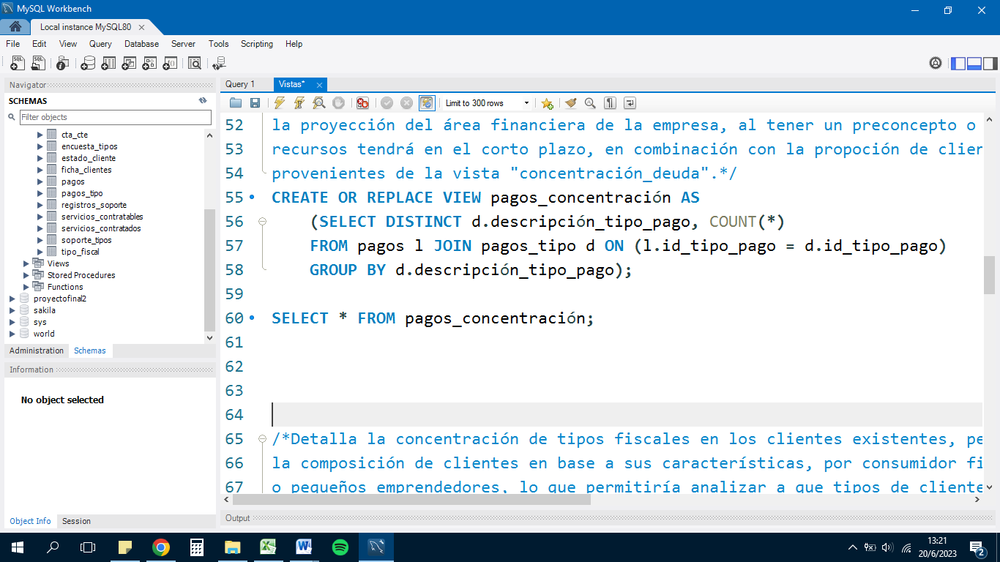 MySQL Workbench
Local instance MySQL80
File Edit View Query Database Server Tools Scripting Help
Navigator
SCHEMAS
Filter objects
cta_cte
encuesta_tipos
estado_cliente
ficha_clientes
pagos
pagos_tipo
registros_soporte
servicios_contratables
servicios_contratados
soporte_tipos
tipo_fiscal
Views
Stored Procedures
Functions
proyectofinal2
sakila
sys
world
Administration Schemas
Information
No object selected
Object Info Session
Query 1 Vistas*
Limit to 300 rows
52 la proyección del área financiera de la empresa, al tener un preconcepto o
53 recursos tendrá en el corto plazo, en combinación con la propoción de clien
54 provenientes de la vista "concentración_deuda".*/
55 CREATE OR REPLACE VIEW pagos_concentración AS
56 (SELECT DISTINCT d.descripción_tipo_pago, COUNT(*)
57 FROM pagos l JOIN pagos_tipo d ON (l.id_tipo_pago = d.id_tipo_pago)
58 GROUP BY d.descripción_tipo_pago);
59
60 SELECT * FROM pagos_concentración;
61
62
63
64
65 /*Detalla la concentración de tipos fiscales en los clientes existentes, pe
66 la composición de clientes en base a sus características, por consumidor fi
67 o pequeños emprendedores, lo que permitiría analizar a que tipos de cliente
Output
13:21
20/6/2023
2